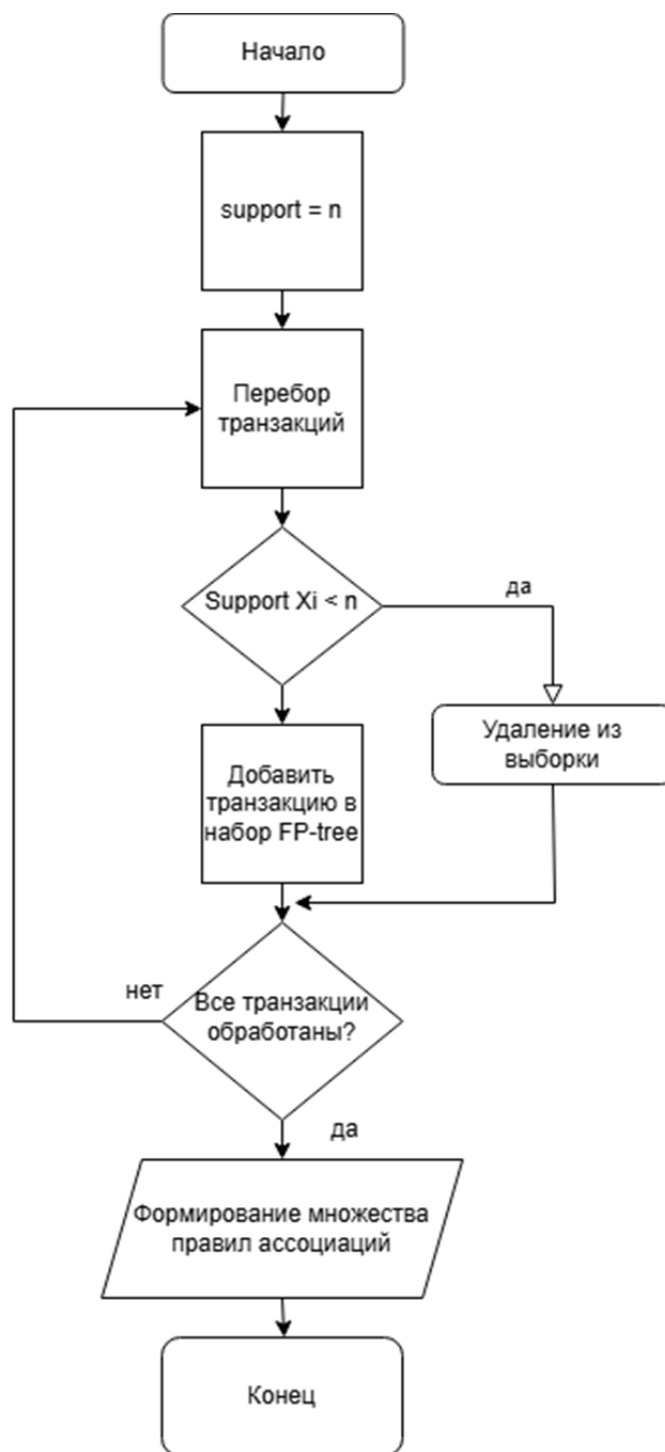 Начало
support = n
Перебор
транзакций
Support Xi < n
да
Удаление из
выборки
Добавить
транзакцию в
набор FP-tree
нет
Все транзакции
обработаны?
да
Формирование множества
правил ассоциаций
Конец